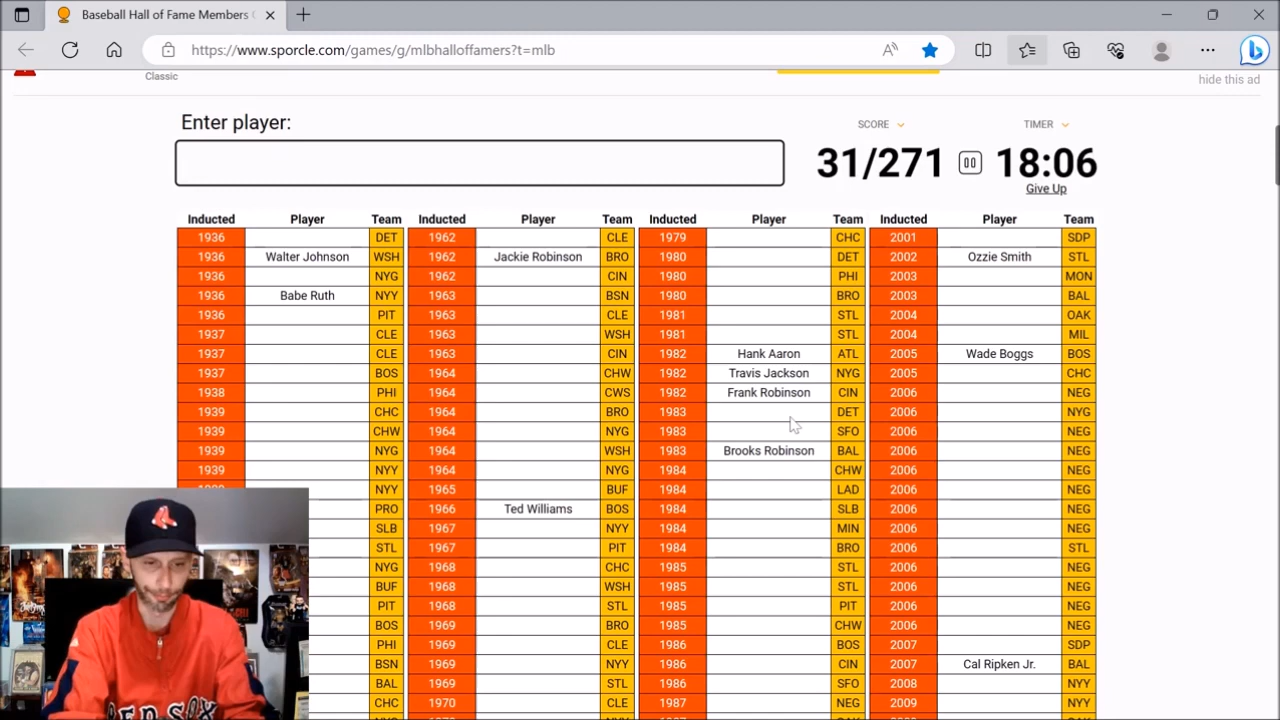 Baseball Hall of Fame Members
https://www.sporcle.com/games/g/mlbhalloffamers?t=mlb
Classic
hide this ad
Enter player:
SCORE TIMER
31/271 18:06
Give Up
Inducted Player Team Inducted Player Team Inducted Player Team Inducted Player Team
1936 DET 1962 CLE 1979 CHC 2001 SDP
1936 Walter Johnson WSH 1962 Jackie Robinson BRO 1980 DET 2002 Ozzie Smith STL
1936 NYG 1962 CIN 1980 PHI 2003 MON
1936 Babe Ruth NYY 1963 BSN 1980 BRO 2003 BAL
1936 PIT 1963 CLE 1981 STL 2004 OAK
1937 CLE 1963 WSH 1981 STL 2004 MIL
1937 CLE 1963 CIN 1982 Hank Aaron ATL 2005 Wade Boggs BOS
1937 BOS 1964 CHW 1982 Travis Jackson NYG 2005 CHC
1938 PHI 1964 CWS 1982 Frank Robinson CIN 2006 NEG
1939 CHC 1964 BRO 1983 DET 2006 NYG
1939 CHW 1964 NYG 1983 SFO 2006 NEG
1939 NYG 1964 WSH 1983 Brooks Robinson BAL 2006 NEG
1939 NYY 1964 NYG 1984 CHW 2006 NEG
NYY 1965 BUF 1984 LAD 2006 NEG
PRO 1966 Ted Williams BOS 1984 SLB 2006 NEG
SLB 1967 NYY 1984 MIN 2006 NEG
STL 1967 PIT 1984 BRO 2006 STL
NYG 1968 CHC 1985 STL 2006 NEG
BUF 1968 WSH 1985 STL 2006 NEG
PIT 1968 STL 1985 PIT 2006 NEG
BOS 1969 BRO 1985 CHW 2006 NEG
PHI 1969 CLE 1986 BOS 2007 SDP
BSN 1969 NYY 1986 CIN 2007 Cal Ripken Jr. BAL
BAL 1969 STL 1986 SFO 2008 NYY
CHC 1970 CLE 1987 NEG 2009 NYY
RED SOX